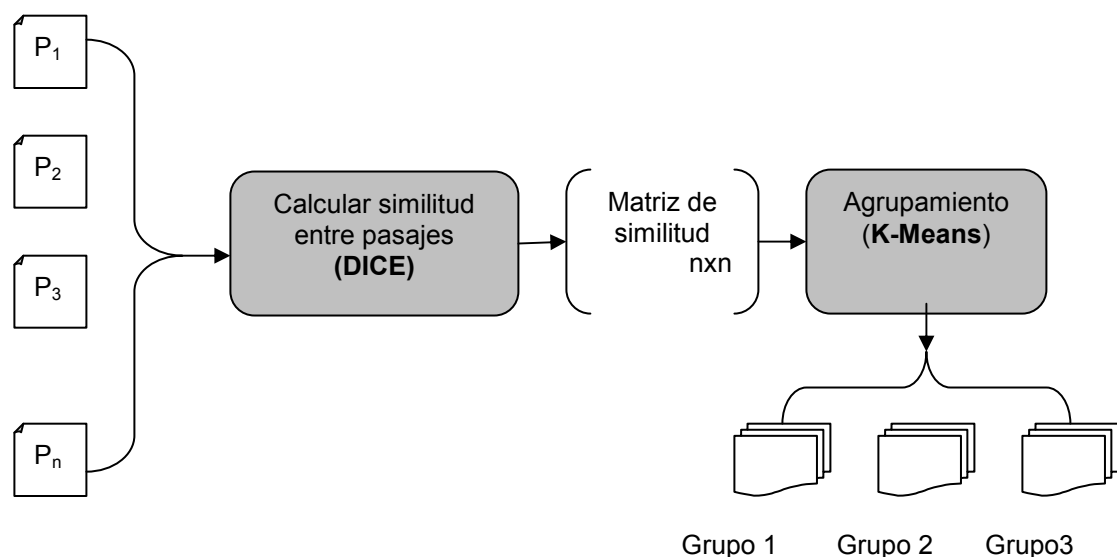 P1
P2
P3
Pn
Calcular similitud
entre pasajes
(DICE)
Matriz de
similitud
nxn
Agrupamiento
(K-Means)
Grupo 1
Grupo 2
Grupo3